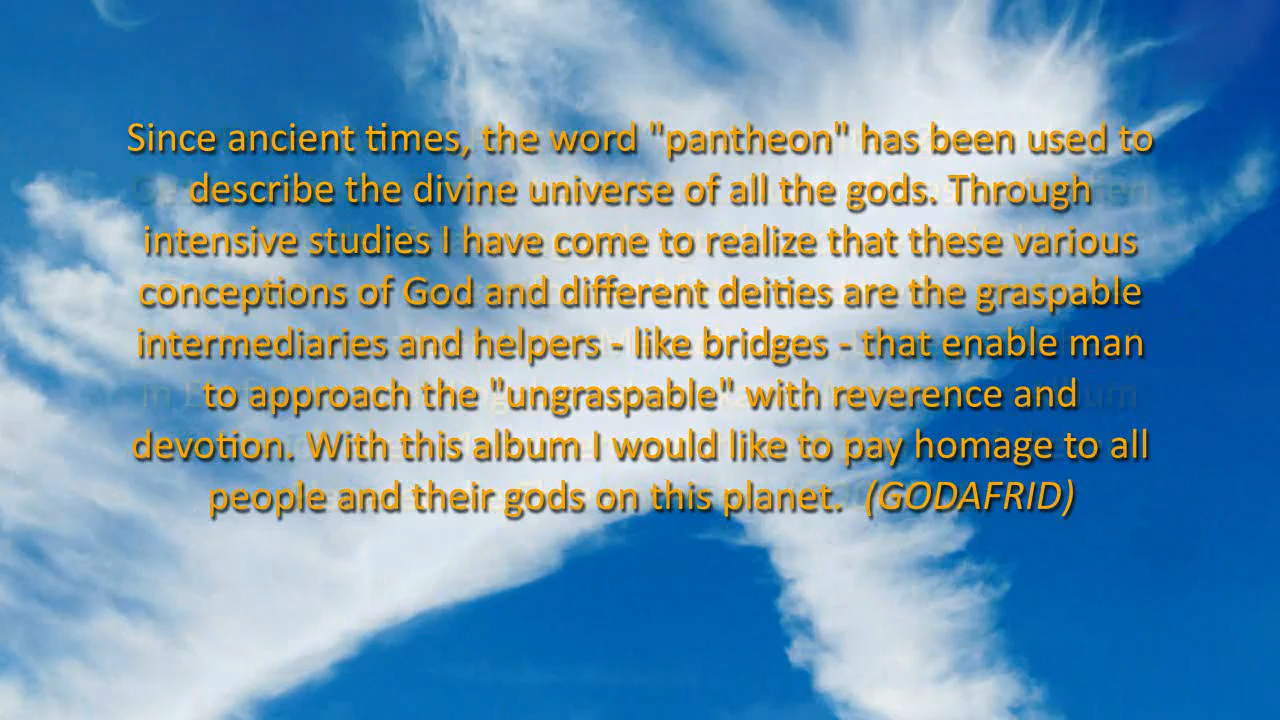 Since ancient times, the word "pantheon" has been used to
describe the divine universe of all the gods. Through
intensive studies I have come to realize that these various
conceptions of God and different deities are the graspable
intermediaries and helpers - like bridges - that enable man
to approach the "ungraspable" with reverence and
devotion. With this album I would like to pay homage to all
people and their gods on this planet. (GODAFRID)